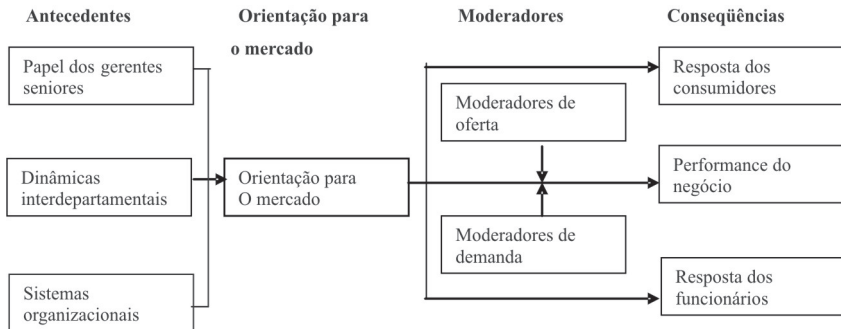 Antecedentes
Orientação para
o mercado
Moderadores
Conseqüências
Papel dos gerentes
seniores
Dinâmicas
interdepartamentais
Sistemas
organizacionais
Orientação para
O mercado
Moderadores de
oferta
Moderadores de
demanda
Resposta dos
consumidores
Performance do
negócio
Resposta dos
funcionários